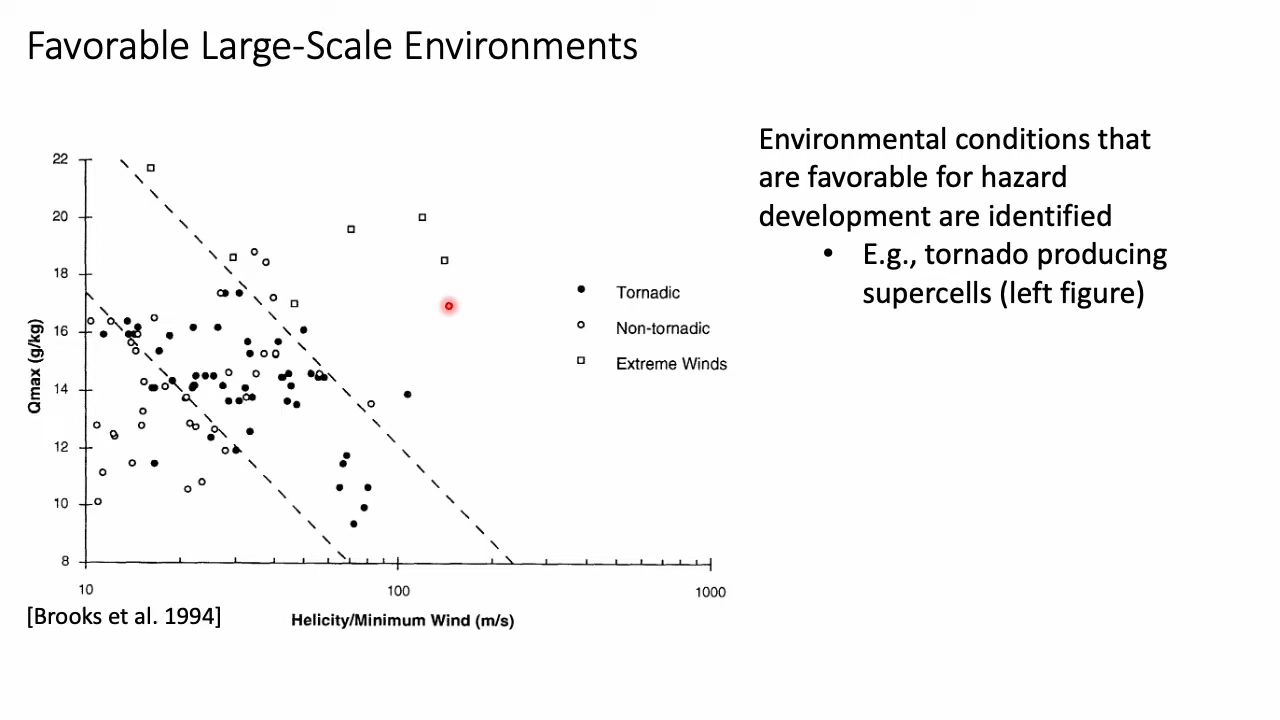 Favorable Large-Scale Environments
Environmental conditions that
are favorable for hazard
development are identified
• E.g., tornado producing
supercells (left figure)
22
20
18
16
14
12
10
8
Qmax (g/kg)
10
100
1000
Helicity/Minimum Wind (m/s)
Tornadic
Non-tornadic
Extreme Winds
[Brooks et al. 1994]